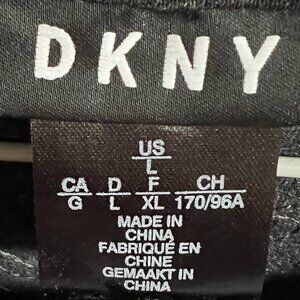 DKNY
US
L
CA D F CH
G L XL 170/96A
MADE IN
CHINA
FABRIQUÉ EN
CHINE
GEMAAKT IN
CHINA